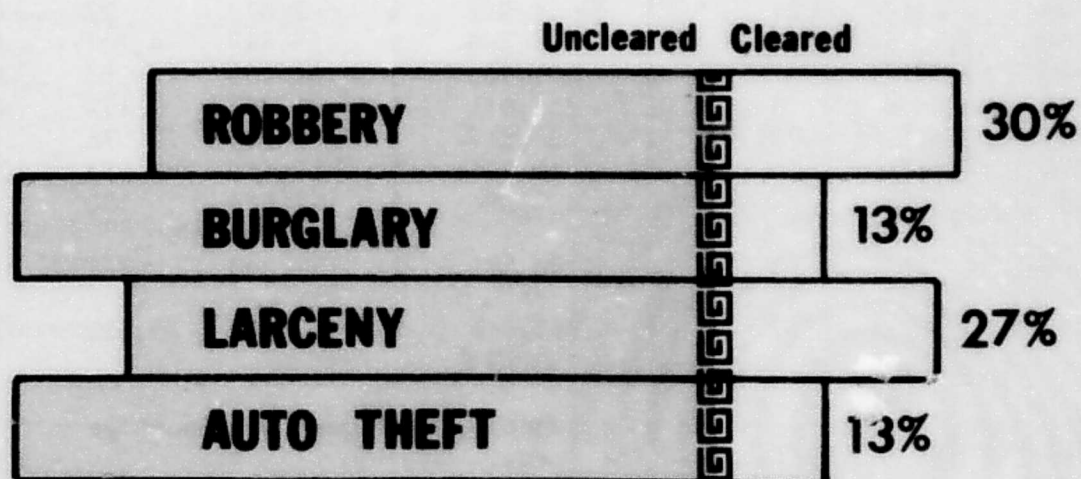 Uncleared Cleared
ROBBERY 30%
BURGLARY 13%
LARCENY 27%
AUTO THEFT 13%